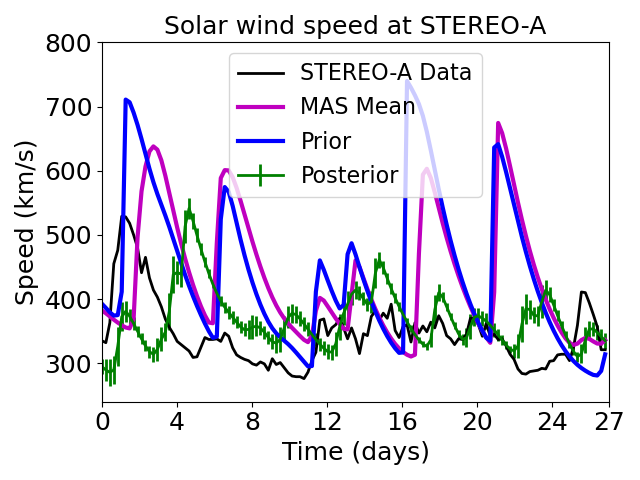 Solar wind speed at STEREO-A
800
700
600
500
400
300
Speed (km/s)
STEREO-A Data
MAS Mean
Prior
Posterior
0 4 8 12 16 20 24 27
Time (days)